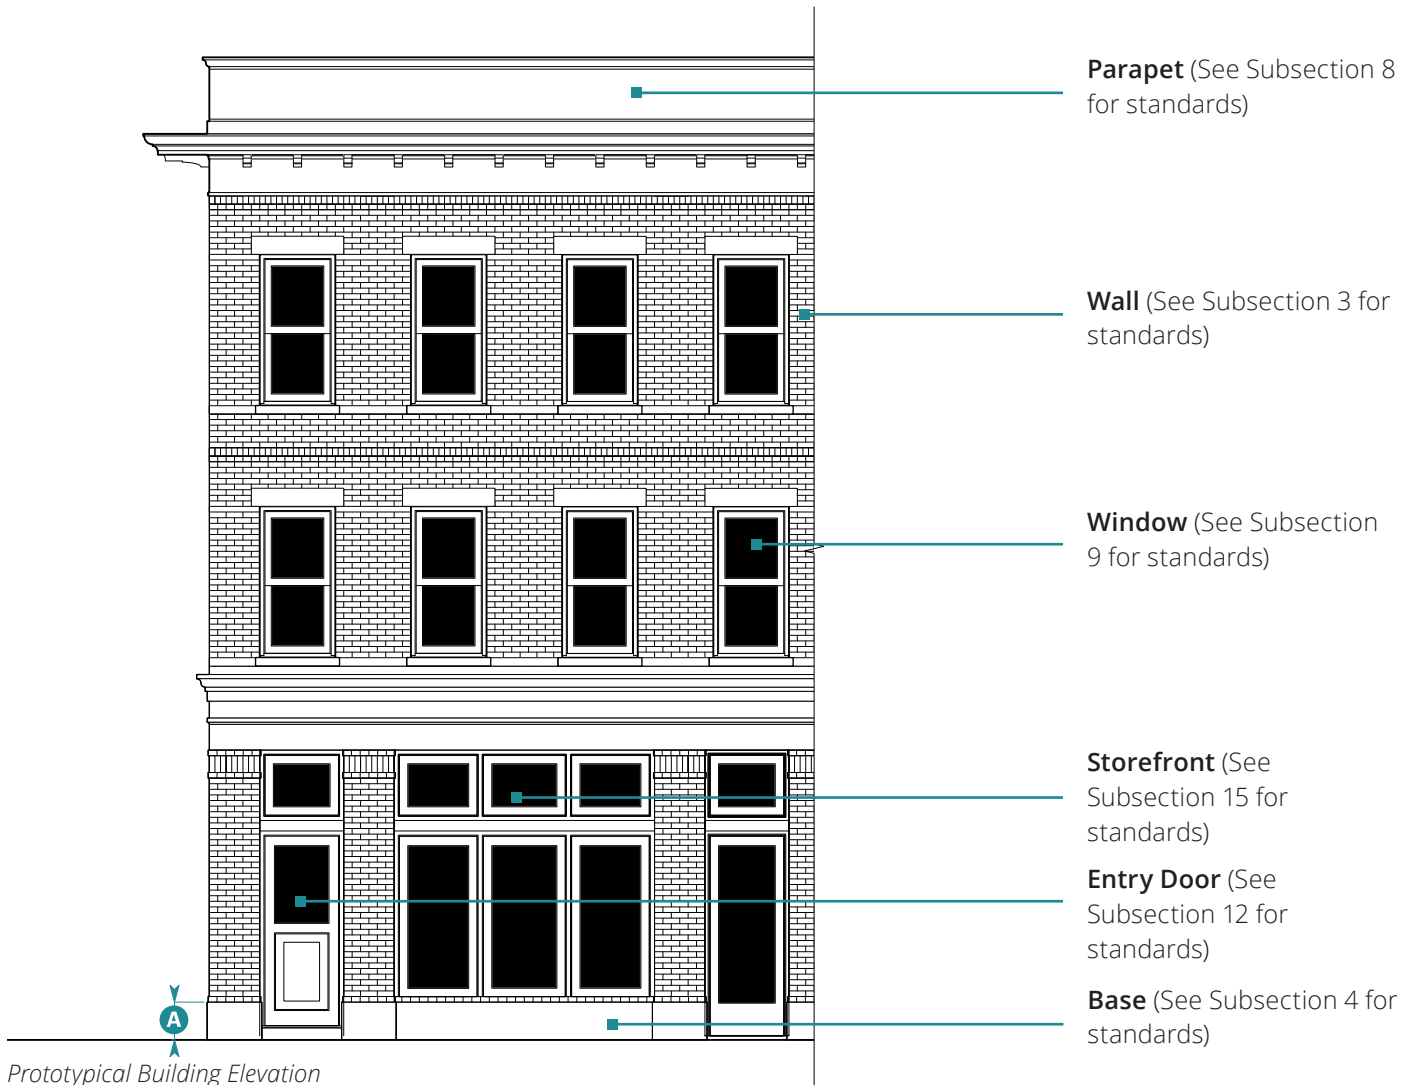 Parapet (See Subsection 8
for standards)
Wall (See Subsection 3 for
standards)
Window (See Subsection
9 for standards)
Storefront (See
Subsection 15 for
standards)
Entry Door (See
Subsection 12 for
standards)
Base (See Subsection 4 for
standards)
A
Prototypical Building Elevation